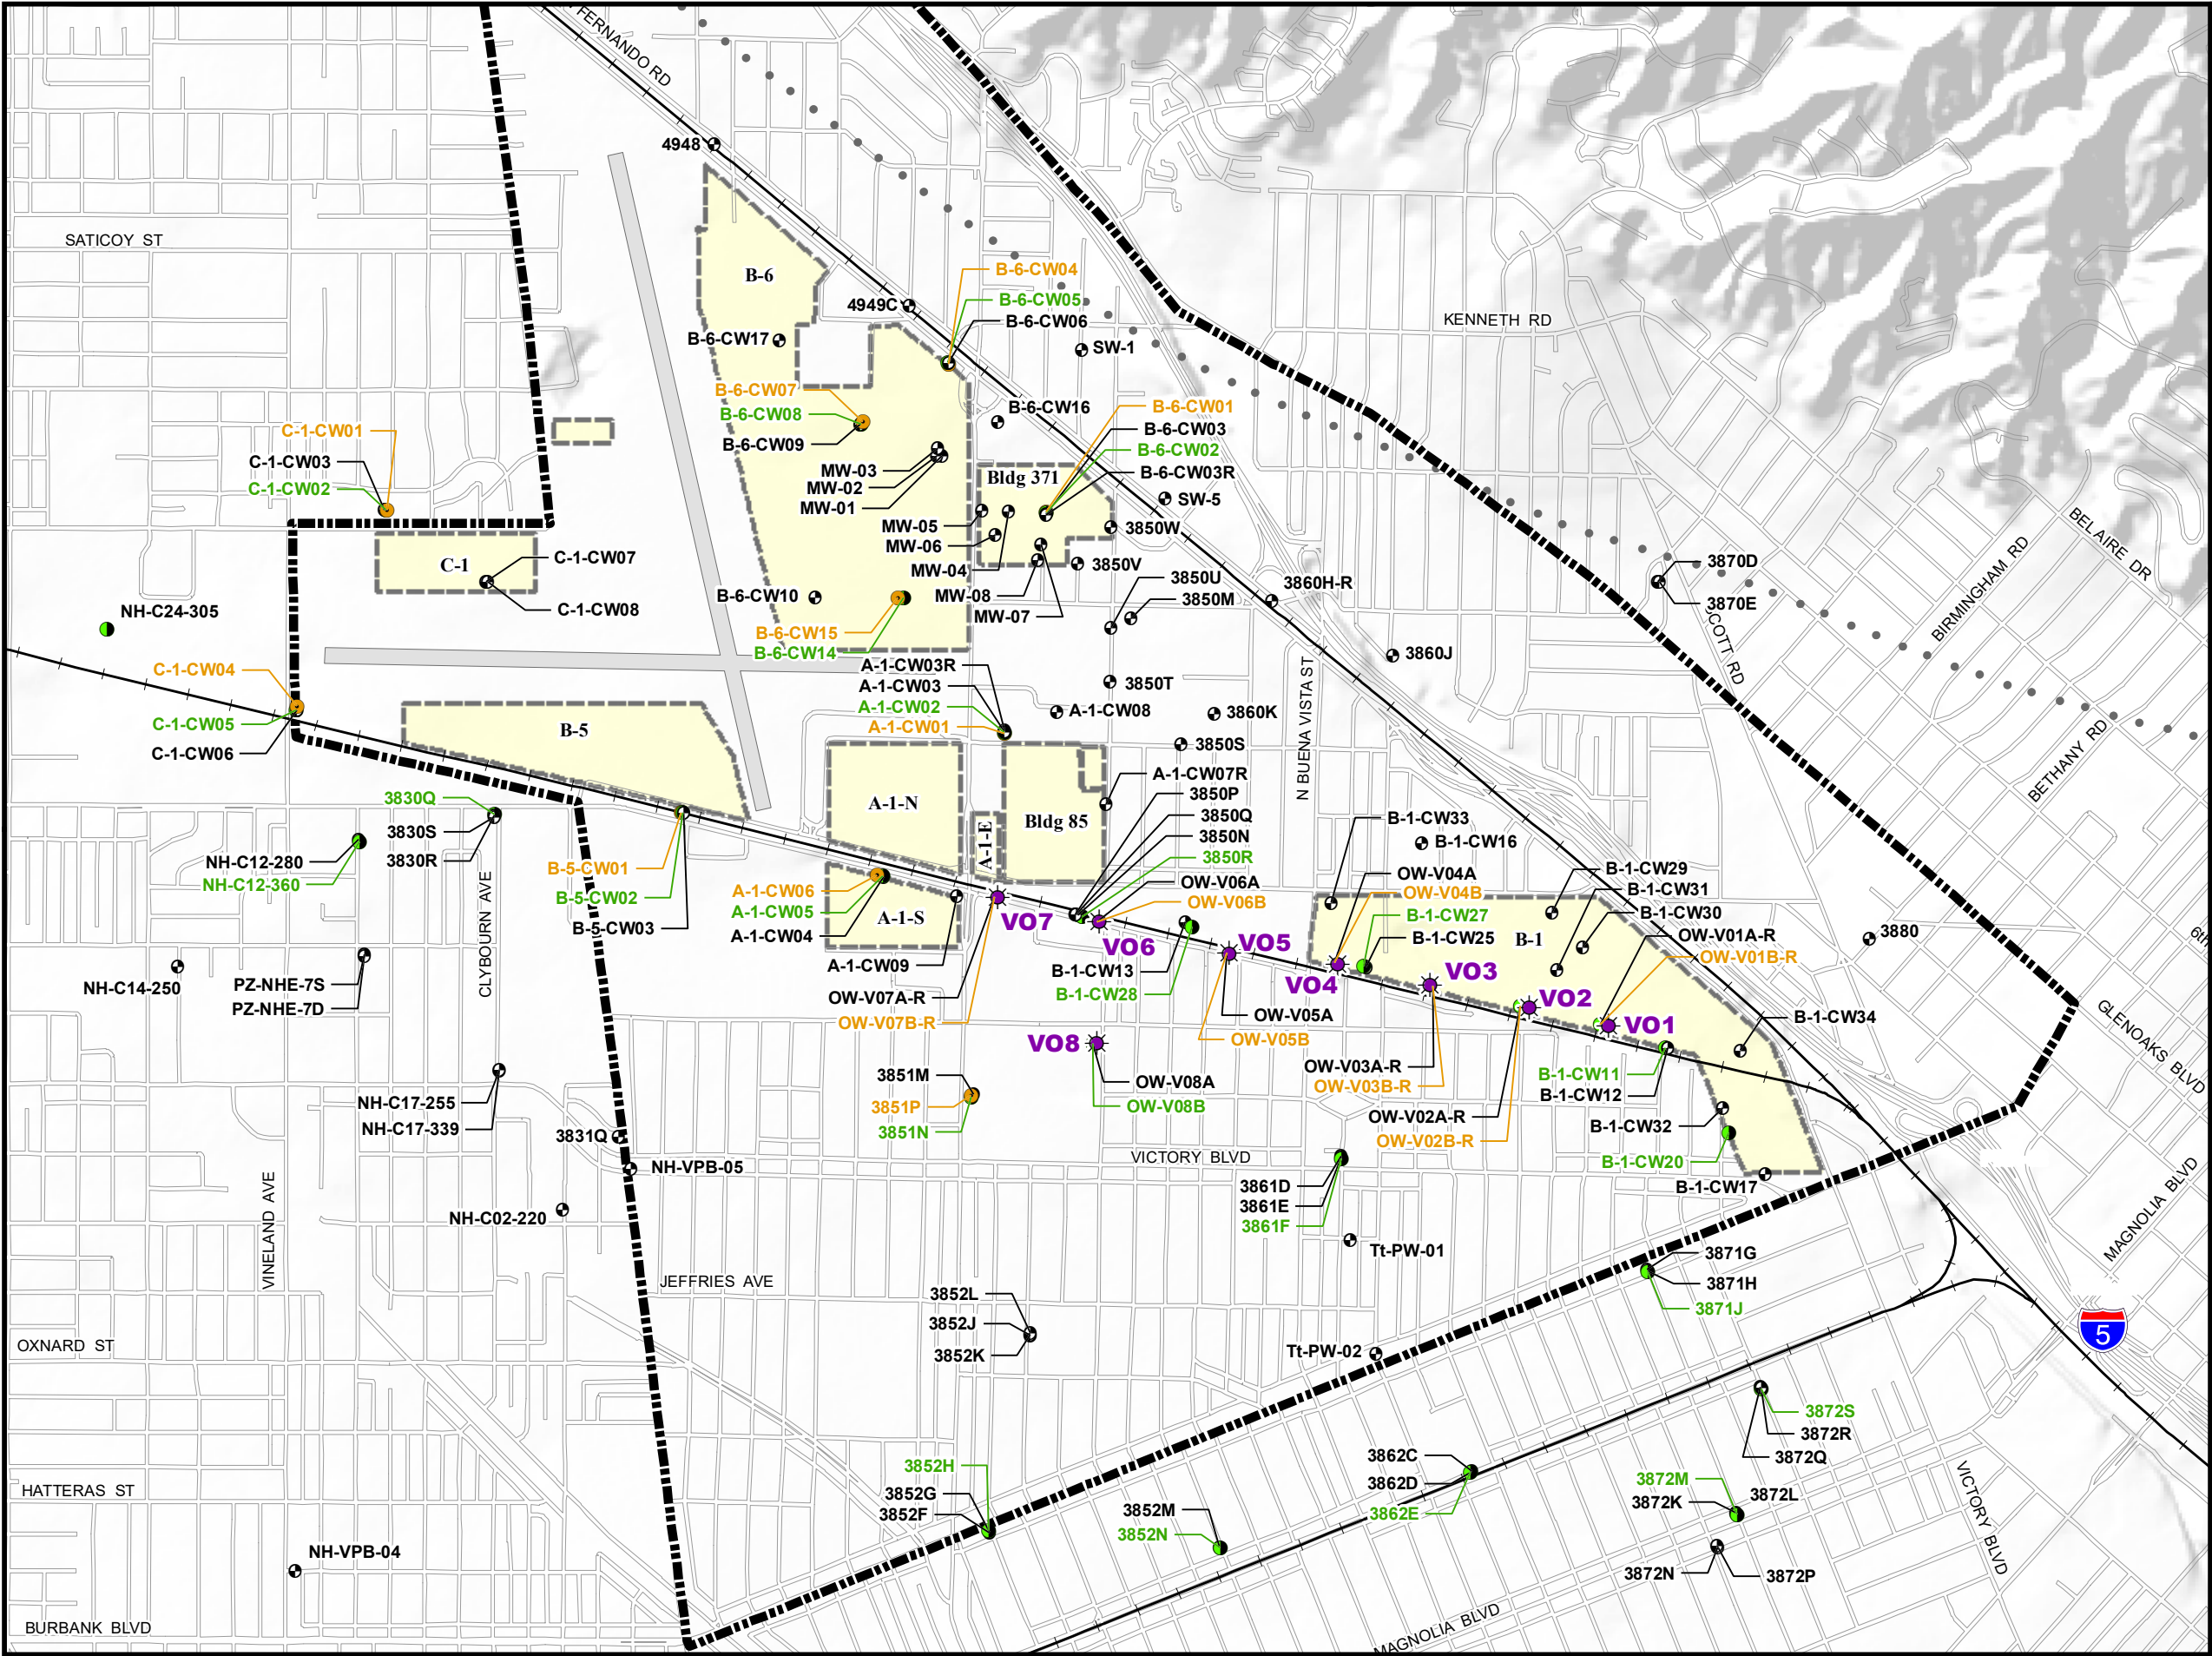 FERNANDO RD
4948
SATICOY ST
B-6
B-6-CW04
B-6-CW05
4949C
B-6-CW06
KENNETH RD
B-6-CW17
SW-1
B-6-CW07
B-6-CW08
B-6-CW09
B-6-CW16
B-6-CW01
B-6-CW03
B-6-CW02
B-6-CW03R
C-1-CW01
C-1-CW03
C-1-CW02
MW-03
MW-02
MW-01
Bldg 371
SW-5
MW-05
MW-06
MW-04
MW-08
MW-07
3850W
3850V
3850U
3850M
3860H-R
BELAIRE DR
BIRMINGHAM RD
3870D
3870E
SCOTT RD
C-1
C-1-CW07
C-1-CW08
NH-C24-305
B-6-CW10
B-6-CW15
B-6-CW14
A-1-CW03R
A-1-CW03
A-1-CW02
A-1-CW01
3850T
A-1-CW08
3860K
3860J
N BUENA VISTA ST
BETHANY RD
C-1-CW04
C-1-CW05
C-1-CW06
B-5
3850S
A-1-CW07R
3850P
3850Q
3850N
3850R
OW-V06A
OW-V06B
A-1-N
A-1-E
Bldg 85
3830Q
3830S
3830R
NH-C12-280
NH-C12-360
CLYBOURN AVE
B-5-CW01
B-5-CW02
B-5-CW03
A-1-CW06
A-1-CW05
A-1-CW04
A-1-S
A-1-CW09
B-1-CW33
B-1-CW16
OW-V04A
OW-V04B
B-1-CW27
B-1-CW25
B-1-CW29
B-1-CW31
B-1-CW30
OW-V01A-R
OW-V01B-R
B-1
3880
6th
VO7
VO6
VO5
VO4
VO3
VO2
VO1
VO8
B-1-CW13
B-1-CW28
OW-V07A-R
OW-V07B-R
OW-V05A
OW-V05B
PZ-NHE-7S
PZ-NHE-7D
NH-C14-250
GLENOAKS BLVD
B-1-CW34
OW-V03A-R
OW-V03B-R
B-1-CW11
B-1-CW12
OW-V08A
OW-V08B
3851M
3851P
3851N
OW-V02A-R
OW-V02B-R
B-1-CW32
B-1-CW20
B-1-CW17
NH-C17-255
NH-C17-339
3831Q
NH-VPB-05
VICTORY BLVD
3861D
3861E
3861F
MAGNOLIA BLVD
VINELAND AVE
NH-C02-220
Tt-PW-01
3871G
3871H
3871J
JEFFRIES AVE
3852L
3852J
3852K
OXNARD ST
Tt-PW-02
5
3872S
3872R
3872Q
3862C
3862D
3862E
HATTERAS ST
3852H
3852G
3852F
3852M
3852N
3872M
3872L
3872K
VICTORY BLVD
NH-VPB-04
3872N
3872P
BURBANK BLVD
MAGNOLIA BLVD